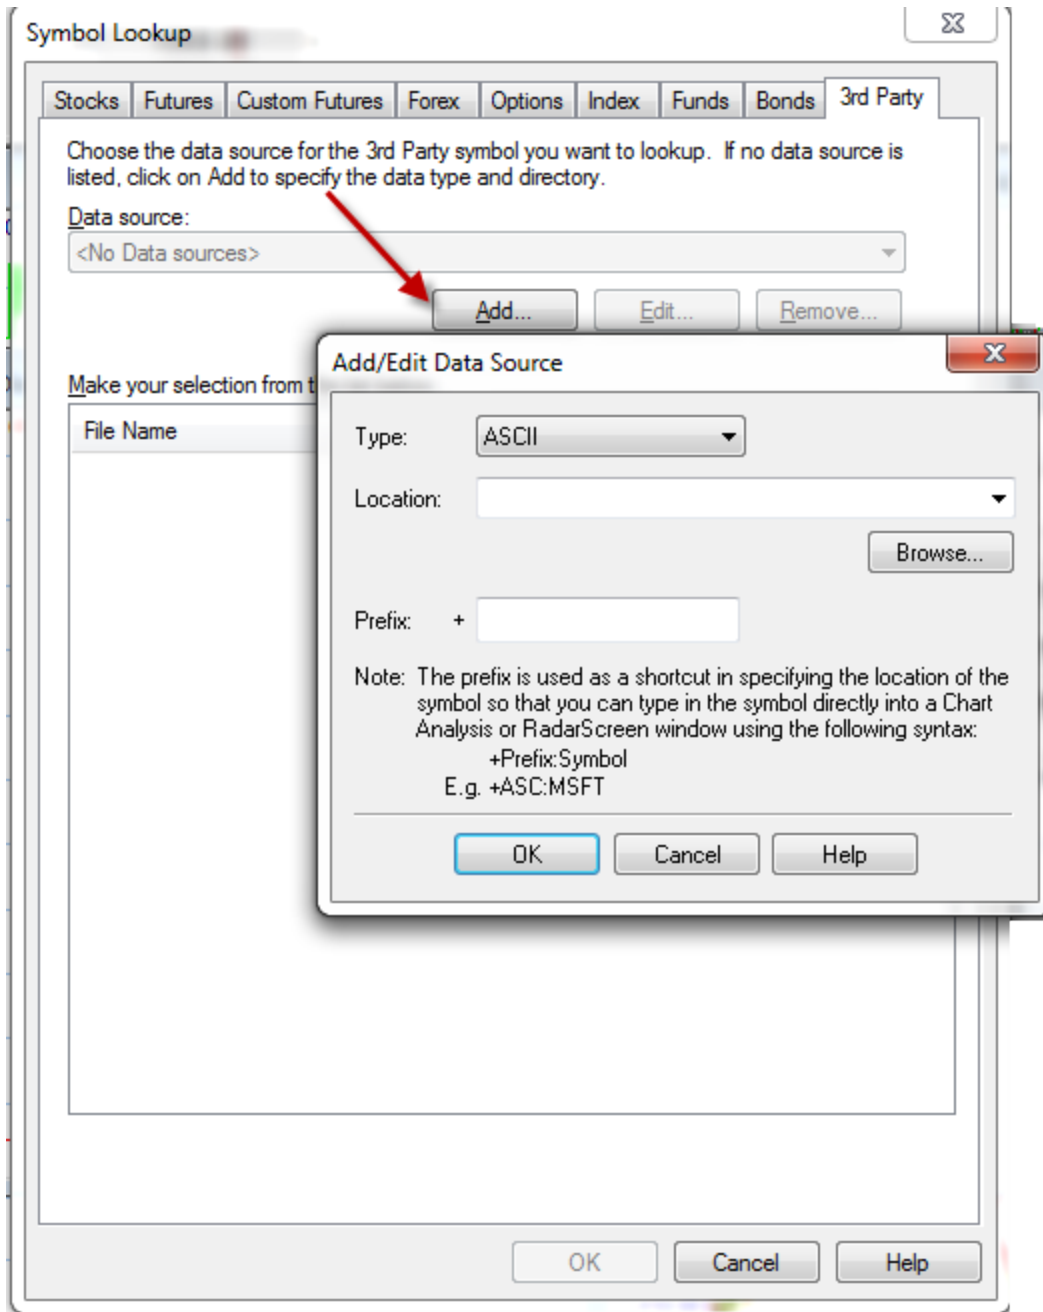 Symbol Lookup
Stocks Futures Custom Futures Forex Options Index Funds Bonds 3rd Party
Choose the data source for the 3rd Party symbol you want to lookup. If no data source is
listed, click on Add to specify the data type and directory.
Data source:
<No Data sources>
Add... Edit... Remove...
Make your selection from
File Name
Add/Edit Data Source
Type: ASCII
Location:
Browse...
Prefix: +
Note: The prefix is used as a shortcut in specifying the location of the
symbol so that you can type in the symbol directly into a Chart
Analysis or RadarScreen window using the following syntax:
+Prefix:Symbol
E.g. +ASC:MSFT
OK Cancel Help
OK Cancel Help